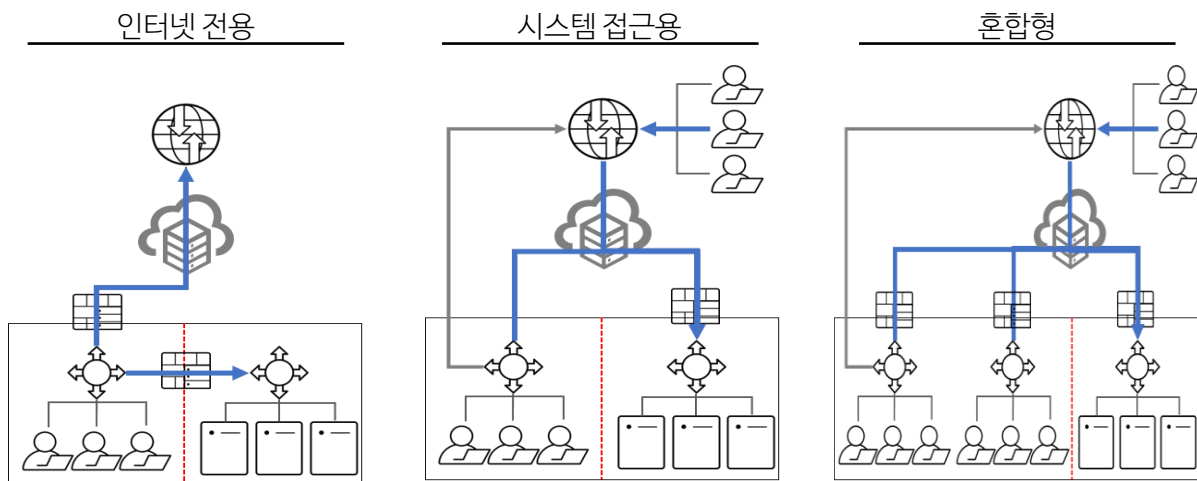 인터넷 전용
시스템 접근용
혼합형